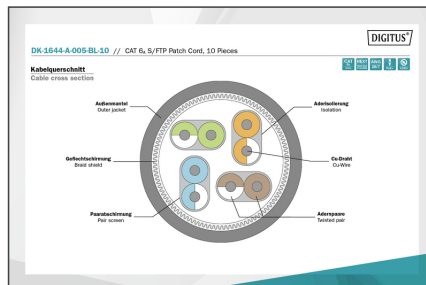 DIGITUS®
DK-1644-A-005-BL-10 // CAT 6A S/FTP Patch Cord, 10 Pieces
Kabelquerschnitt
Cable cross section
Außenmantel
Outer jacket
Aderisolierung
Isolation
Geflechtschirmung
Braid shield
Cu-Draht
Cu-Wire
Paarabschirmung
Pair screen
Adernpaare
Twisted pair